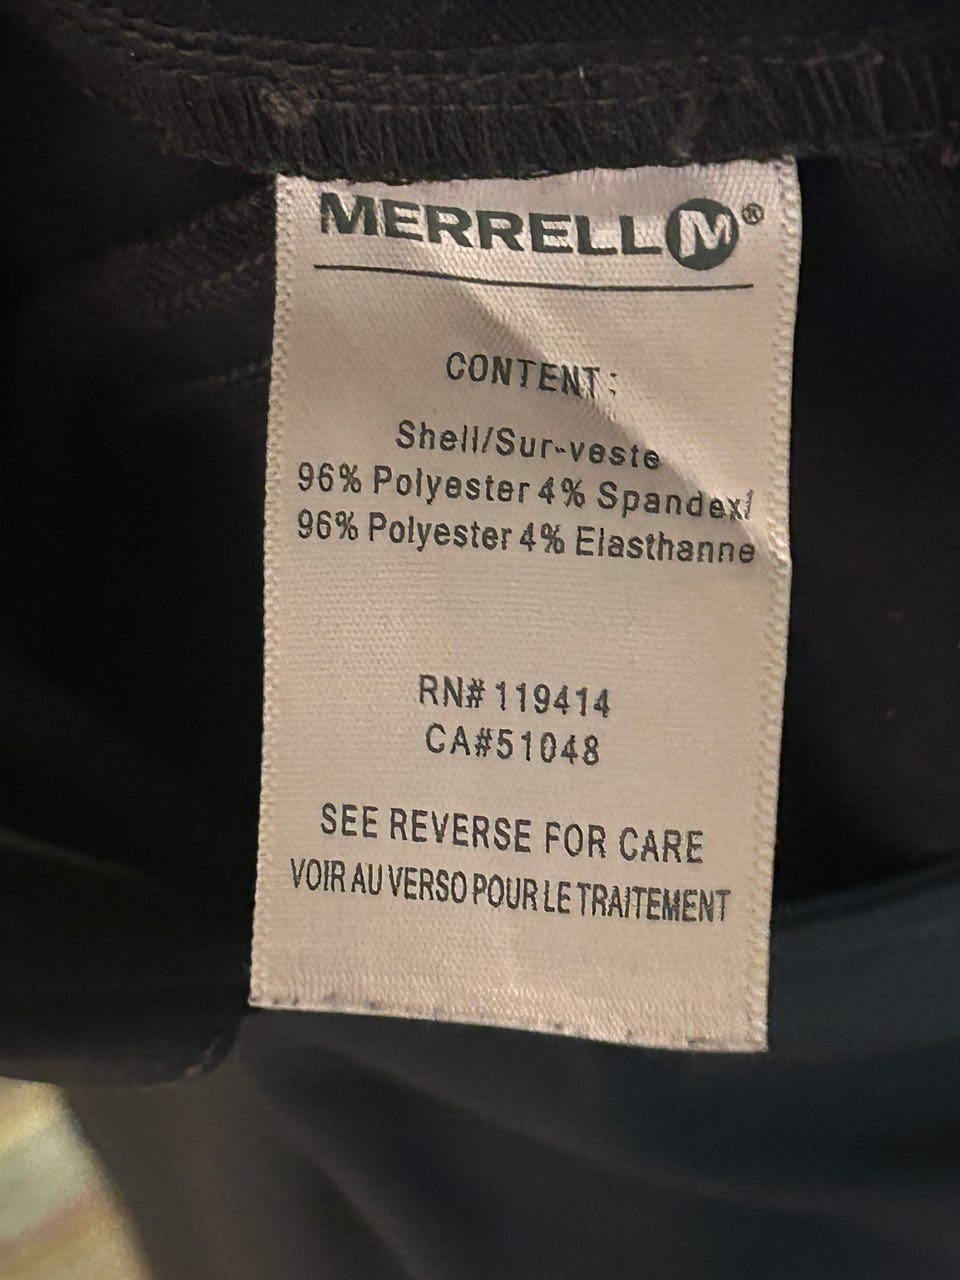 MERRELL M®
CONTENT:
Shell/Sur-veste
96% Polyester 4% Spandex/
96% Polyester 4% Elasthanne
RN# 119414
CA#51048
SEE REVERSE FOR CARE
VOIR AU VERSO POUR LE TRAITEMENT